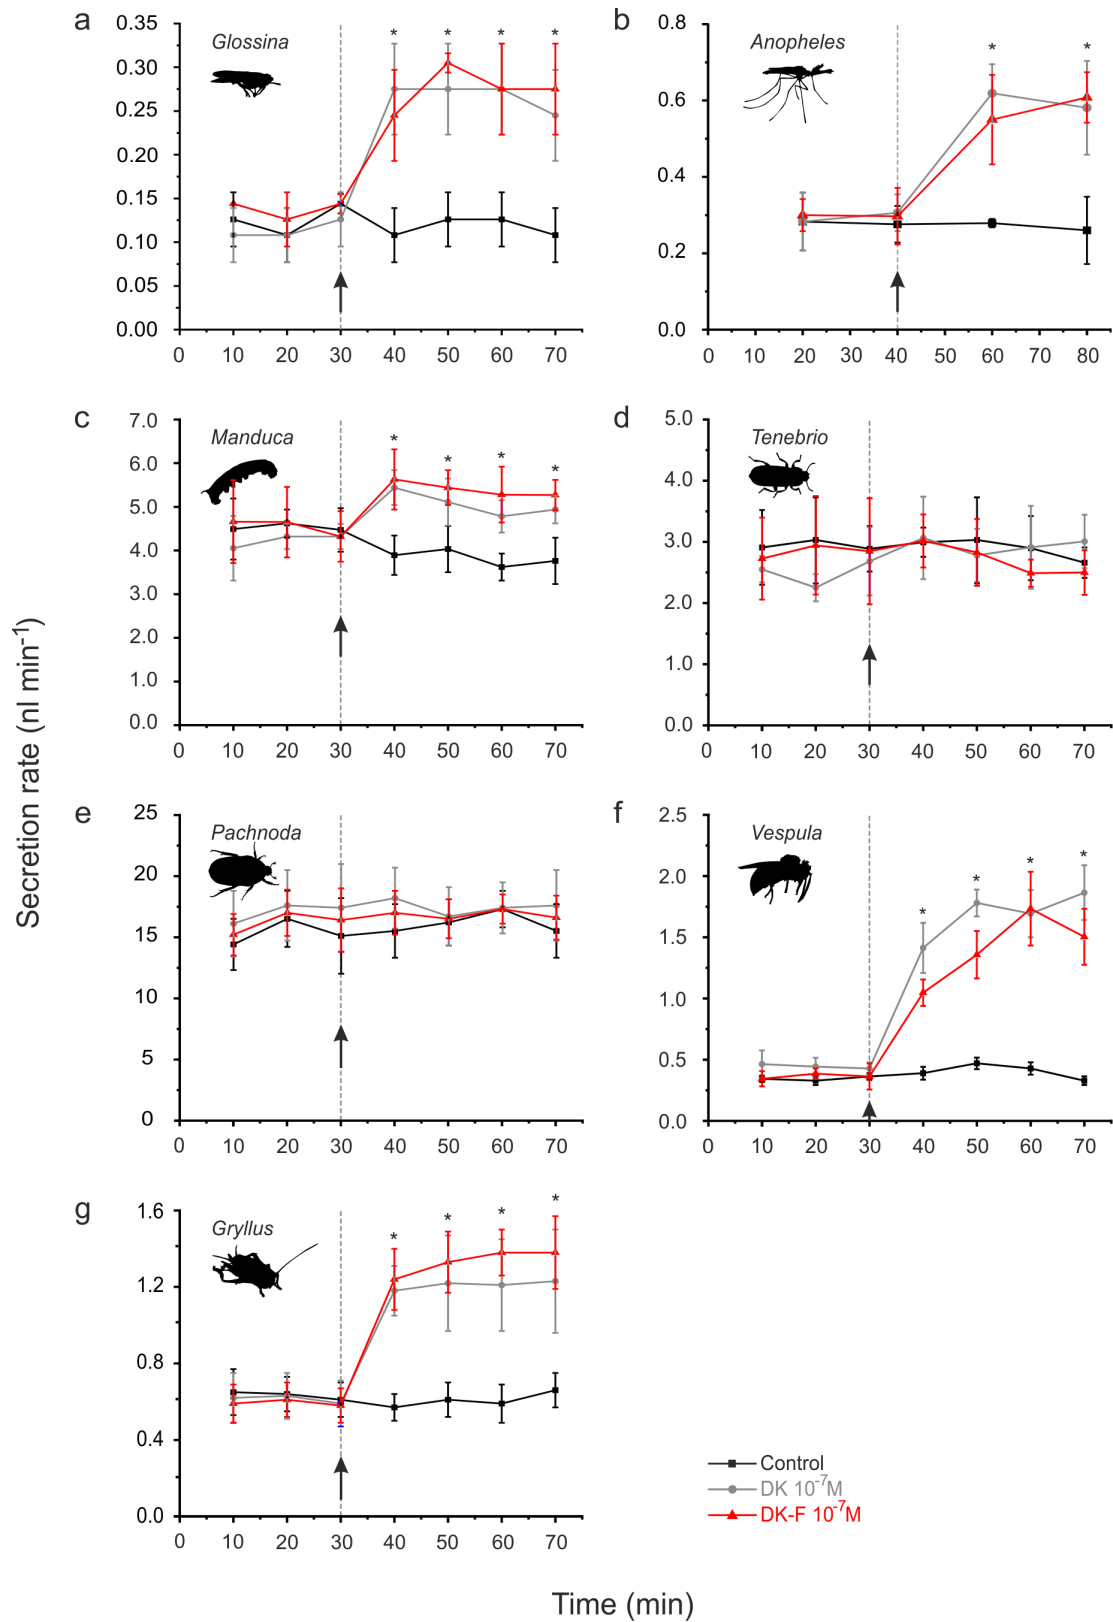 Secretion rate (nl min⁻¹)
a
Glossina
* * * *
0.35
0.30
0.25
0.20
0.15
0.10
0.05
0.00
0 10 20 30 40 50 60 70
b
Anopheles
* *
0.8
0.6
0.4
0.2
0.0
0 10 20 30 40 50 60 70 80
c
Manduca
* * * *
7.0
6.0
5.0
4.0
3.0
2.0
1.0
0.0
0 10 20 30 40 50 60 70
d
Tenebrio
5.0
4.0
3.0
2.0
1.0
0.0
0 10 20 30 40 50 60 70
e
Pachnoda
25
20
15
10
5
0
0 10 20 30 40 50 60 70
f
Vespula
* * * *
2.5
2.0
1.5
1.0
0.5
0.0
0 10 20 30 40 50 60 70
g
Gryllus
* * * *
1.6
1.2
0.8
0.4
0.0
0 10 20 30 40 50 60 70
Control
DK 10⁻⁷M
DK-F 10⁻⁷M
Time (min)